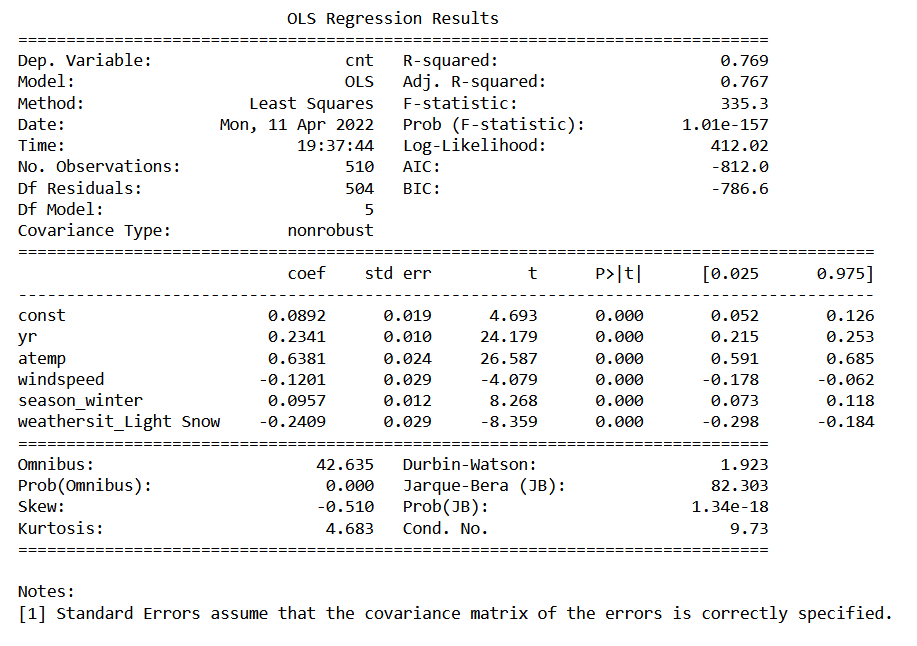 OLS Regression Results
==============================================================================
Dep. Variable:                    cnt   R-squared:                       0.769
Model:                            OLS   Adj. R-squared:                  0.767
Method:                 Least Squares   F-statistic:                     335.3
Date:                Mon, 11 Apr 2022   Prob (F-statistic):          1.01e-157
Time:                        19:37:44   Log-Likelihood:                 412.02
No. Observations:                 510   AIC:                            -812.0
Df Residuals:                     504   BIC:                            -786.6
Df Model:                           5
Covariance Type:            nonrobust
=========================================================================================
                            coef    std err          t      P>|t|      [0.025      0.975]
-----------------------------------------------------------------------------------------
const                     0.0892      0.019      4.693      0.000       0.052       0.126
yr                        0.2341      0.010     24.179      0.000       0.215       0.253
atemp                     0.6381      0.024     26.587      0.000       0.591       0.685
windspeed                -0.1201      0.029     -4.079      0.000      -0.178      -0.062
season_winter             0.0957      0.012      8.268      0.000       0.073       0.118
weathersit_Light Snow    -0.2409      0.029     -8.359      0.000      -0.298      -0.184
==============================================================================
Omnibus:                       42.635   Durbin-Watson:                   1.923
Prob(Omnibus):                  0.000   Jarque-Bera (JB):               82.303
Skew:                          -0.510   Prob(JB):                     1.34e-18
Kurtosis:                       4.683   Cond. No.                         9.73
==============================================================================

Notes:
[1] Standard Errors assume that the covariance matrix of the errors is correctly specified.